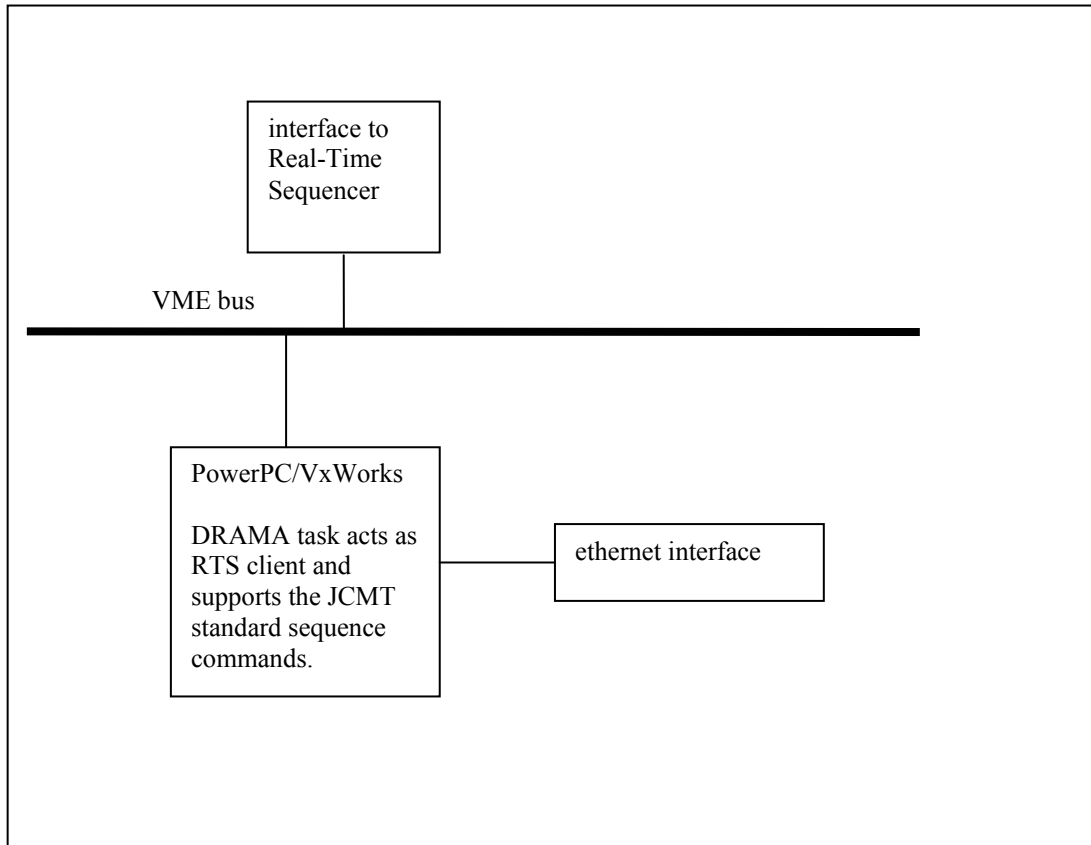 interface to
Real-Time
Sequencer
VME bus
PowerPC/VxWorks
DRAMA task acts as
RTS client and
supports the JCMT
standard sequence
commands.
ethernet interface